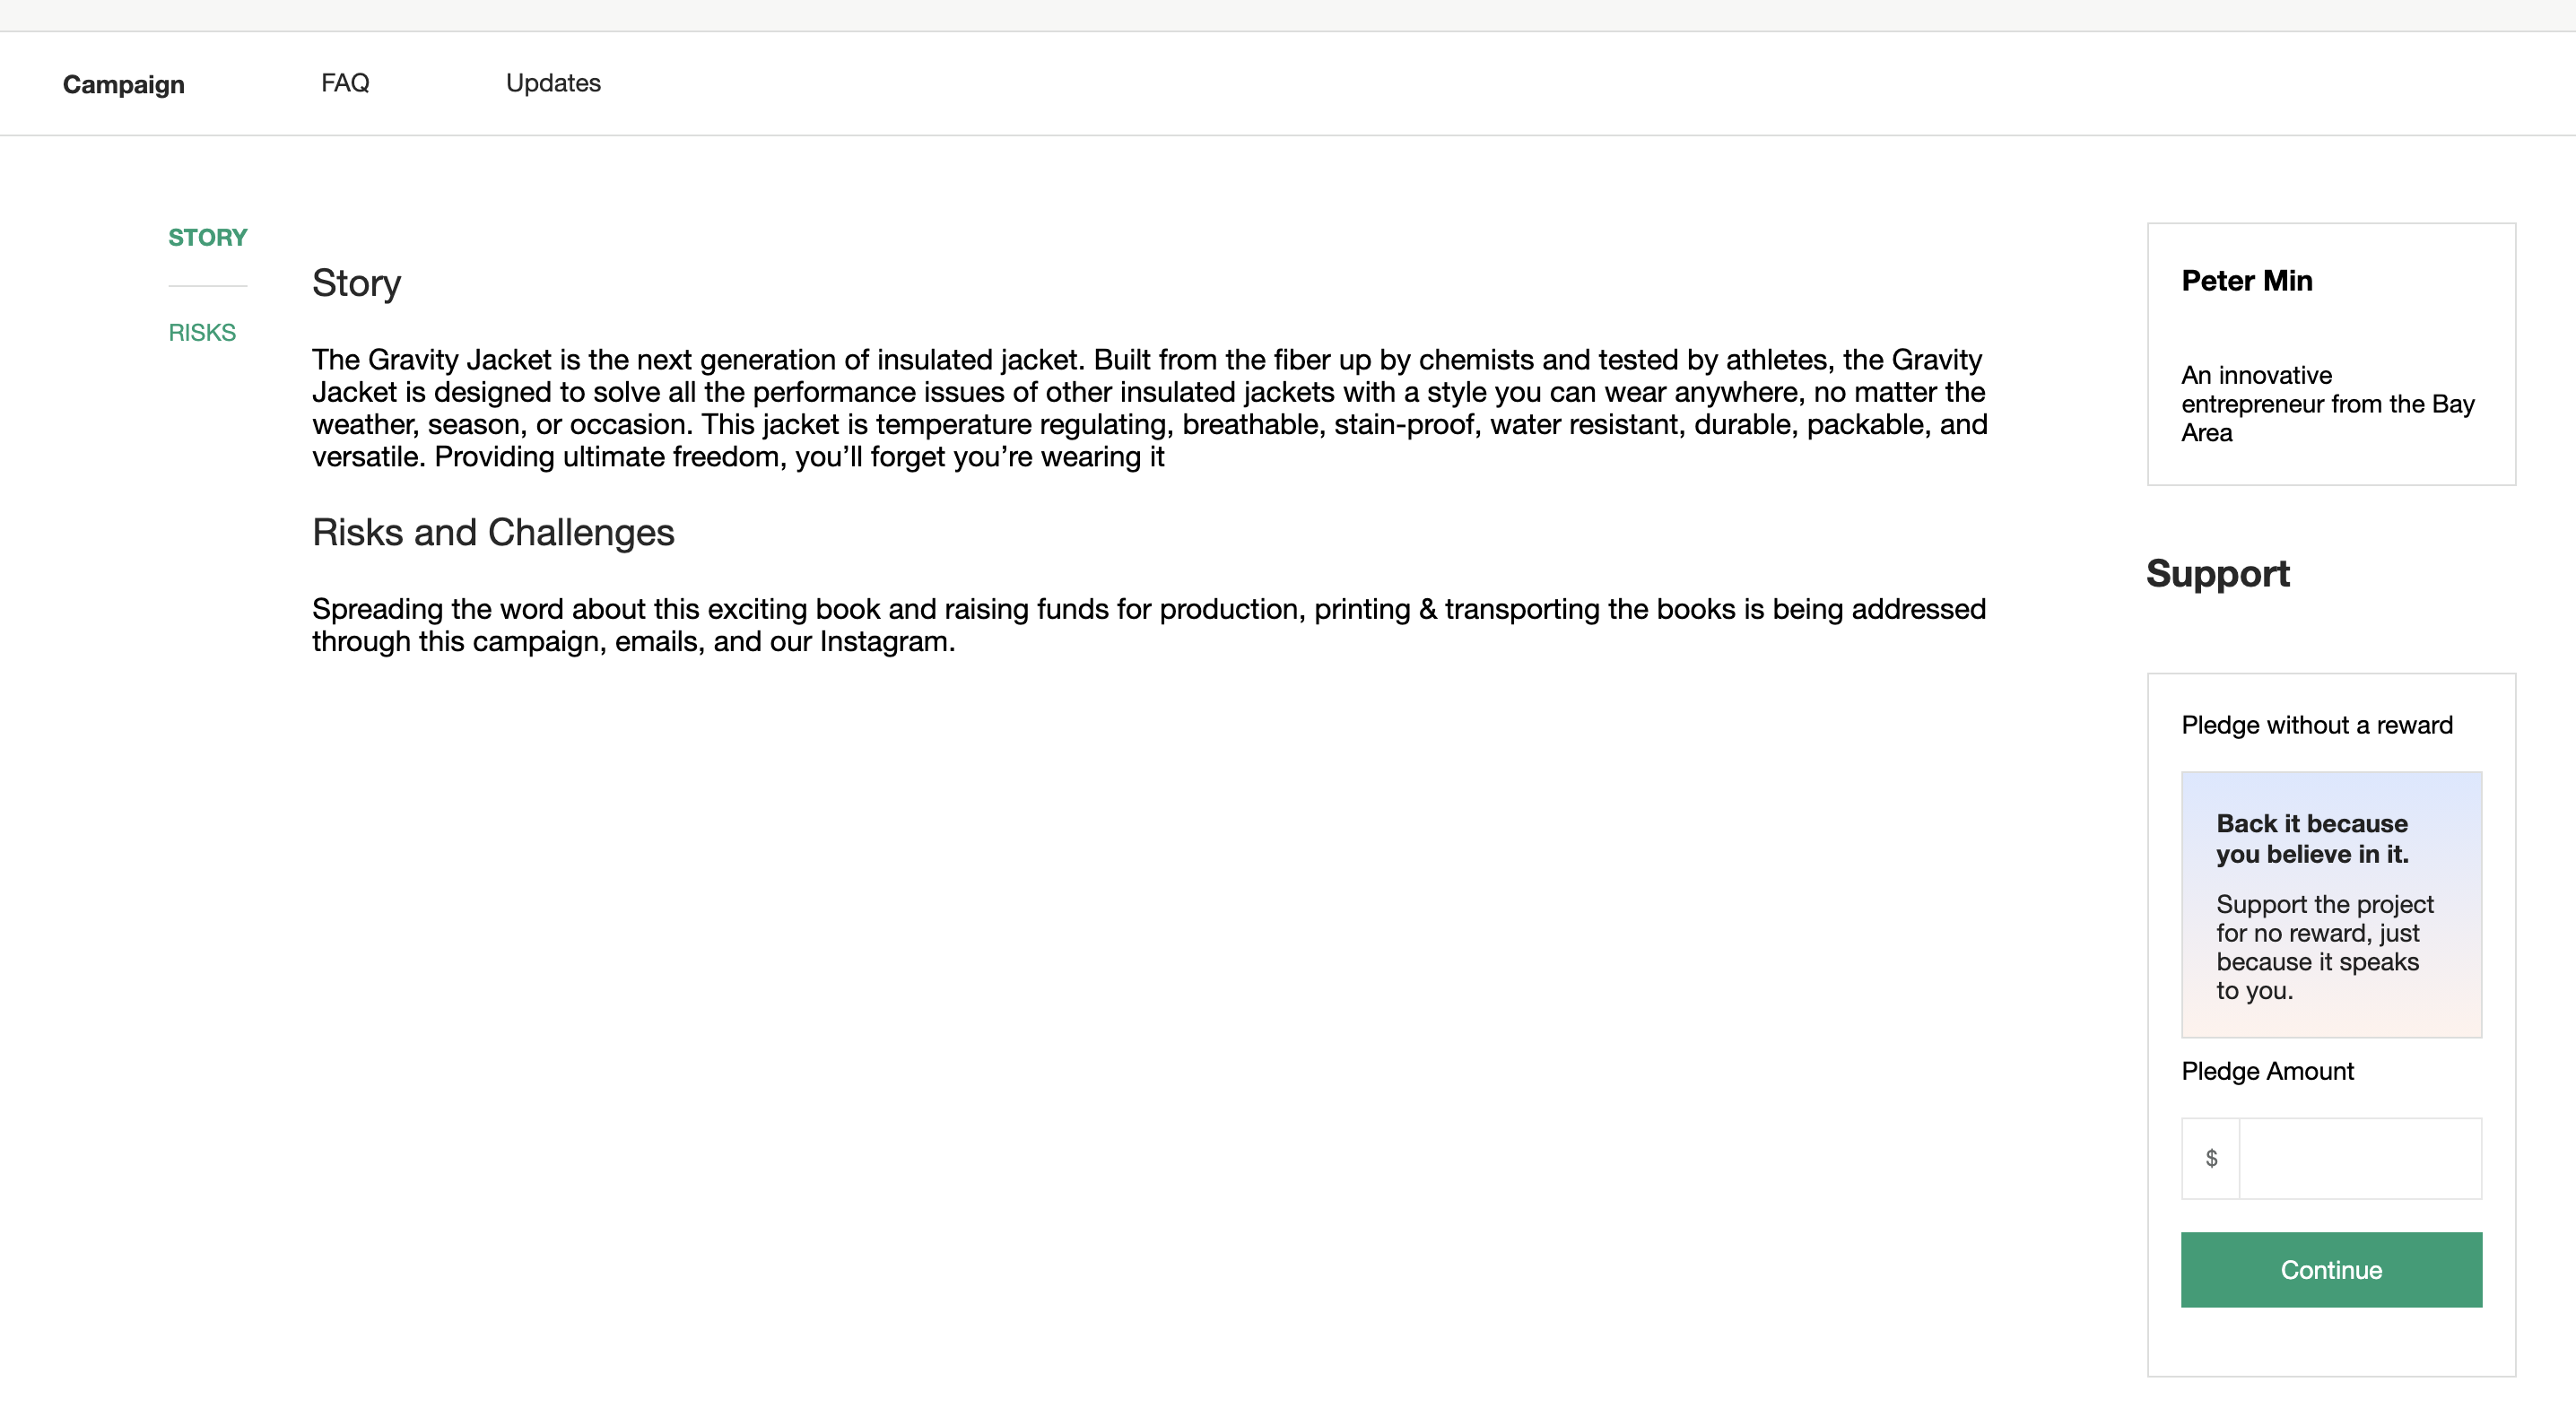 Campaign
FAQ
Updates
STORY
RISKS
Story
The Gravity Jacket is the next generation of insulated jacket. Built from the fiber up by chemists and tested by athletes, the Gravity
Jacket is designed to solve all the performance issues of other insulated jackets with a style you can wear anywhere, no matter the
weather, season, or occasion. This jacket is temperature regulating, breathable, stain-proof, water resistant, durable, packable, and
versatile. Providing ultimate freedom, you’ll forget you’re wearing it
Risks and Challenges
Spreading the word about this exciting book and raising funds for production, printing & transporting the books is being addressed
through this campaign, emails, and our Instagram.
Peter Min
An innovative
entrepreneur from the Bay
Area
Support
Pledge without a reward
Back it because
you believe in it.
Support the project
for no reward, just
because it speaks
to you.
Pledge Amount
$
Continue